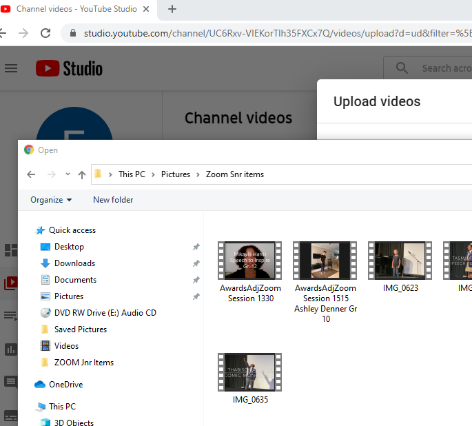 Channel videos - YouTube Studio
studio.youtube.com/channel/UC6Rxv-VIEKorTIh35FXCx7Q/videos/upload?d=ud&filter=%5
Studio
Search acro
Channel videos
Upload videos
Open
This PC > Pictures > Zoom Snr items
Organize
New folder
Quick access
Desktop
Downloads
Documents
Pictures
DVD RW Drive (E:) Audio CD
Saved Pictures
Videos
ZOOM Jnr Items
OneDrive
This PC
3D Objects
AwardsAdjZoom
Session 1330
AwardsAdjZoom
Session 1515
Ashley Denner Gr
10
IMG_0623
IMG_0635